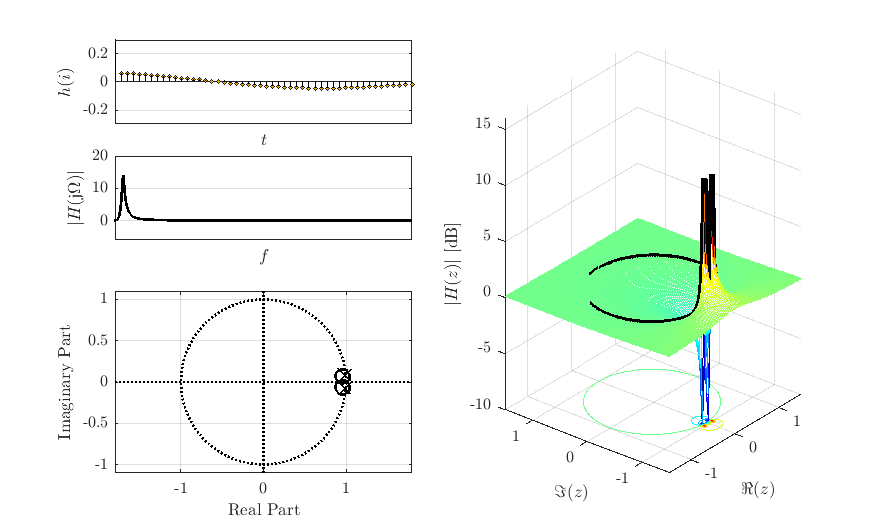 0.2
0
-0.2
h(i)
t
20
10
0
|H(jΩ)|
f
1
0.5
0
-0.5
-1
Imaginary Part
-1 0 1
Real Part
15
10
5
0
-5
-10
|H(z)| [dB]
1 0 -1
ℑ(z)
-1 0 1
ℜ(z)